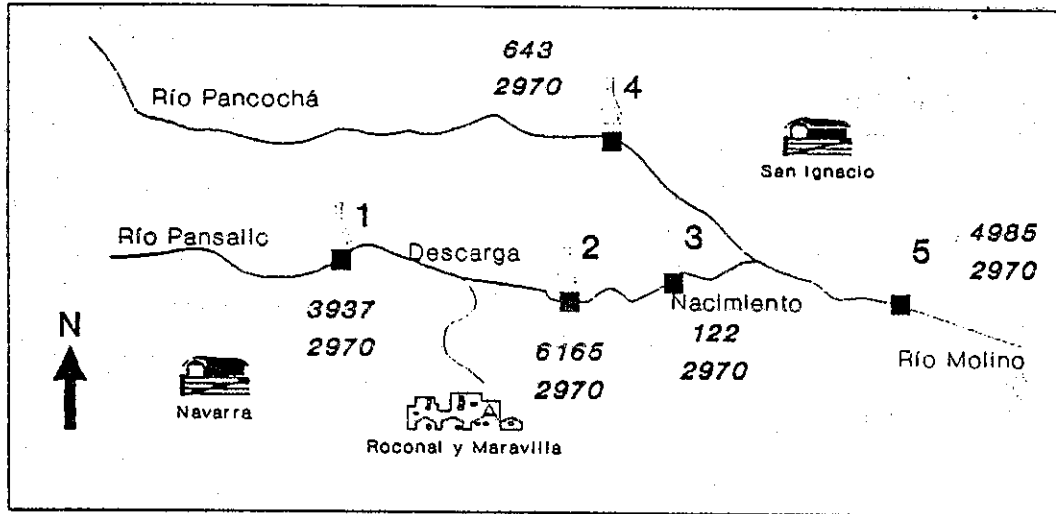 643
2970
4
Río Pancochá
San Ignacio
Río Pansalic
1
Descarga
2
3
5
4985
2970
3937
2970
Nacimiento
122
2970
6165
2970
Río Molino
N
Navarra
Roconal y Maravilla